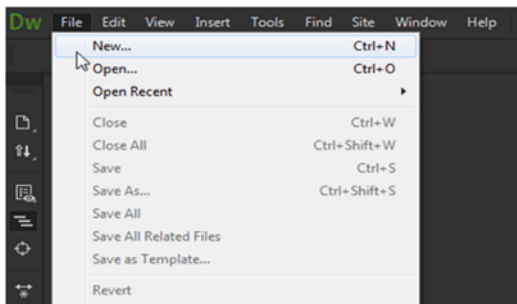 Dw File Edit View Insert Tools Find Site Window Help
New... Ctrl+N
Open... Ctrl+O
Open Recent
Close Ctrl+W
Close All Ctrl+Shift+W
Save Ctrl+S
Save As... Ctrl+Shift+S
Save All
Save All Related Files
Save as Template...
Revert